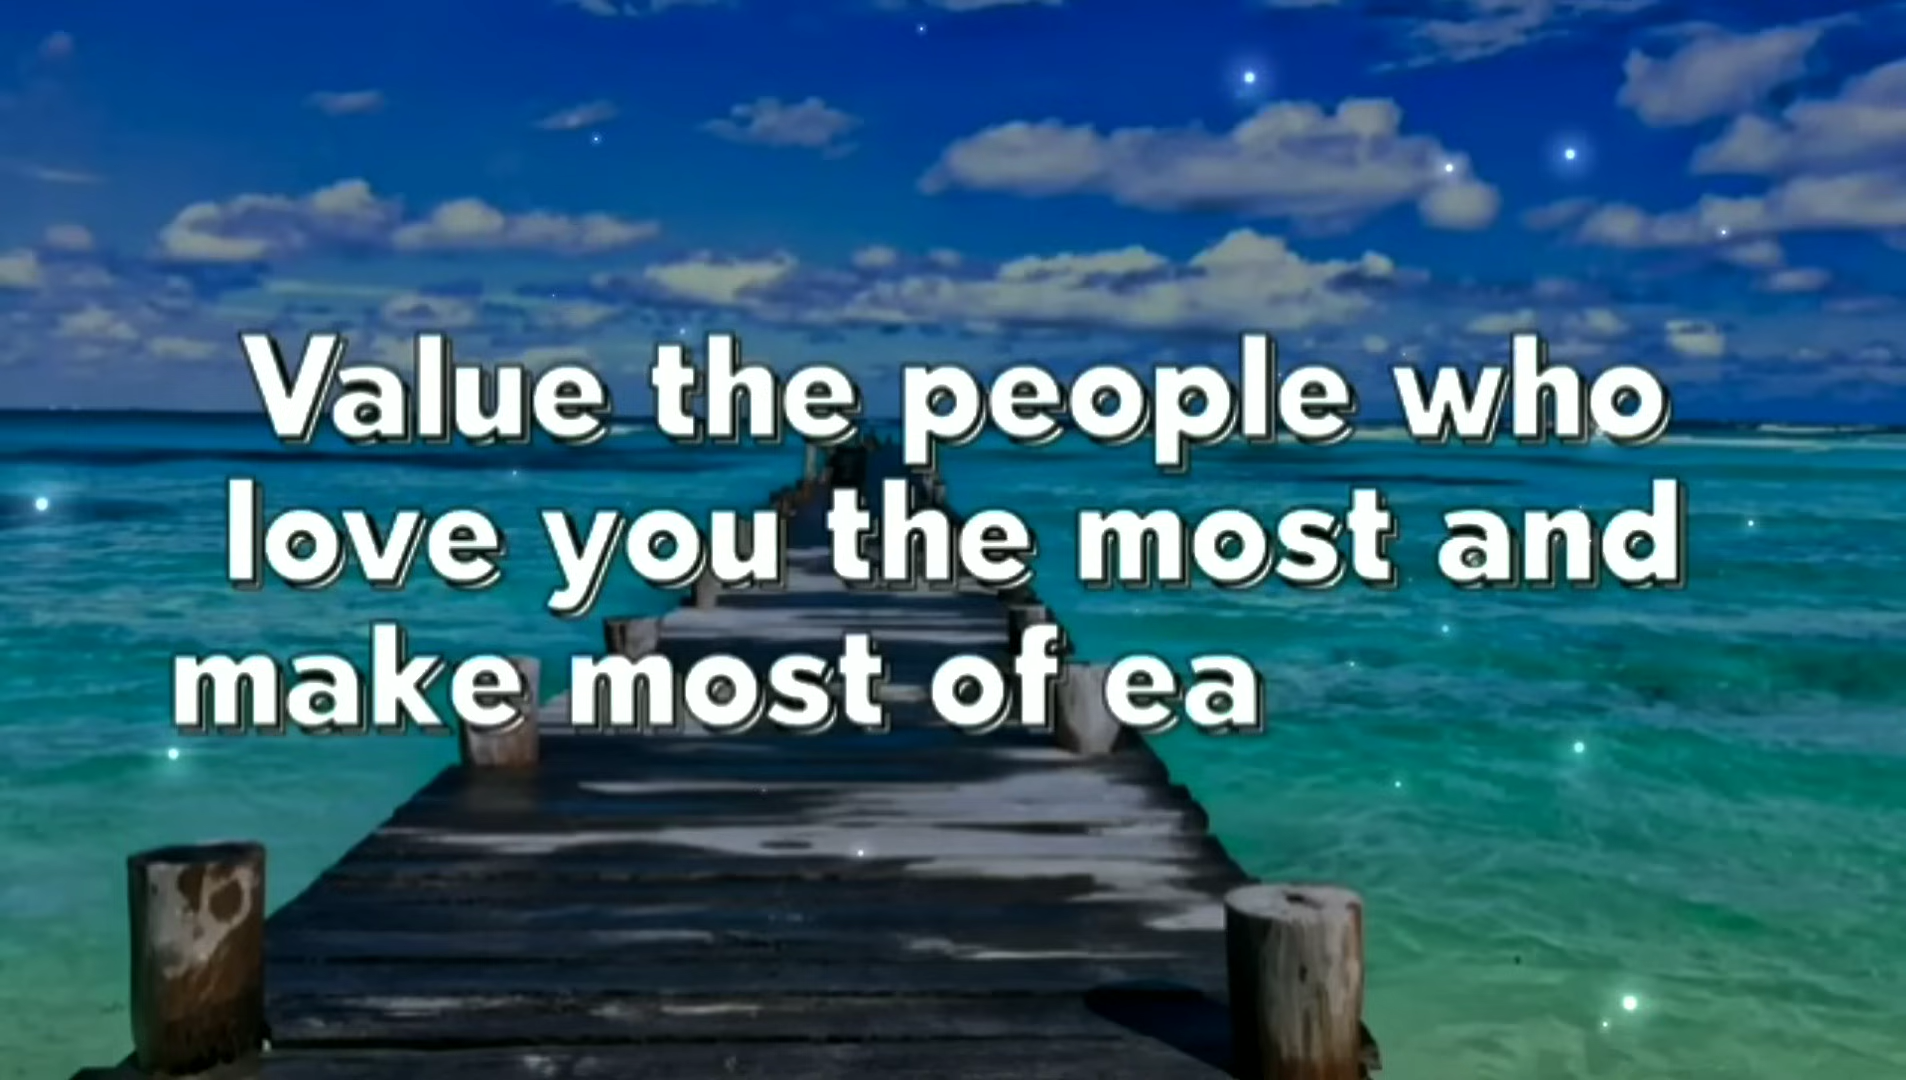 Value the people who
love you the most and
make most of ea